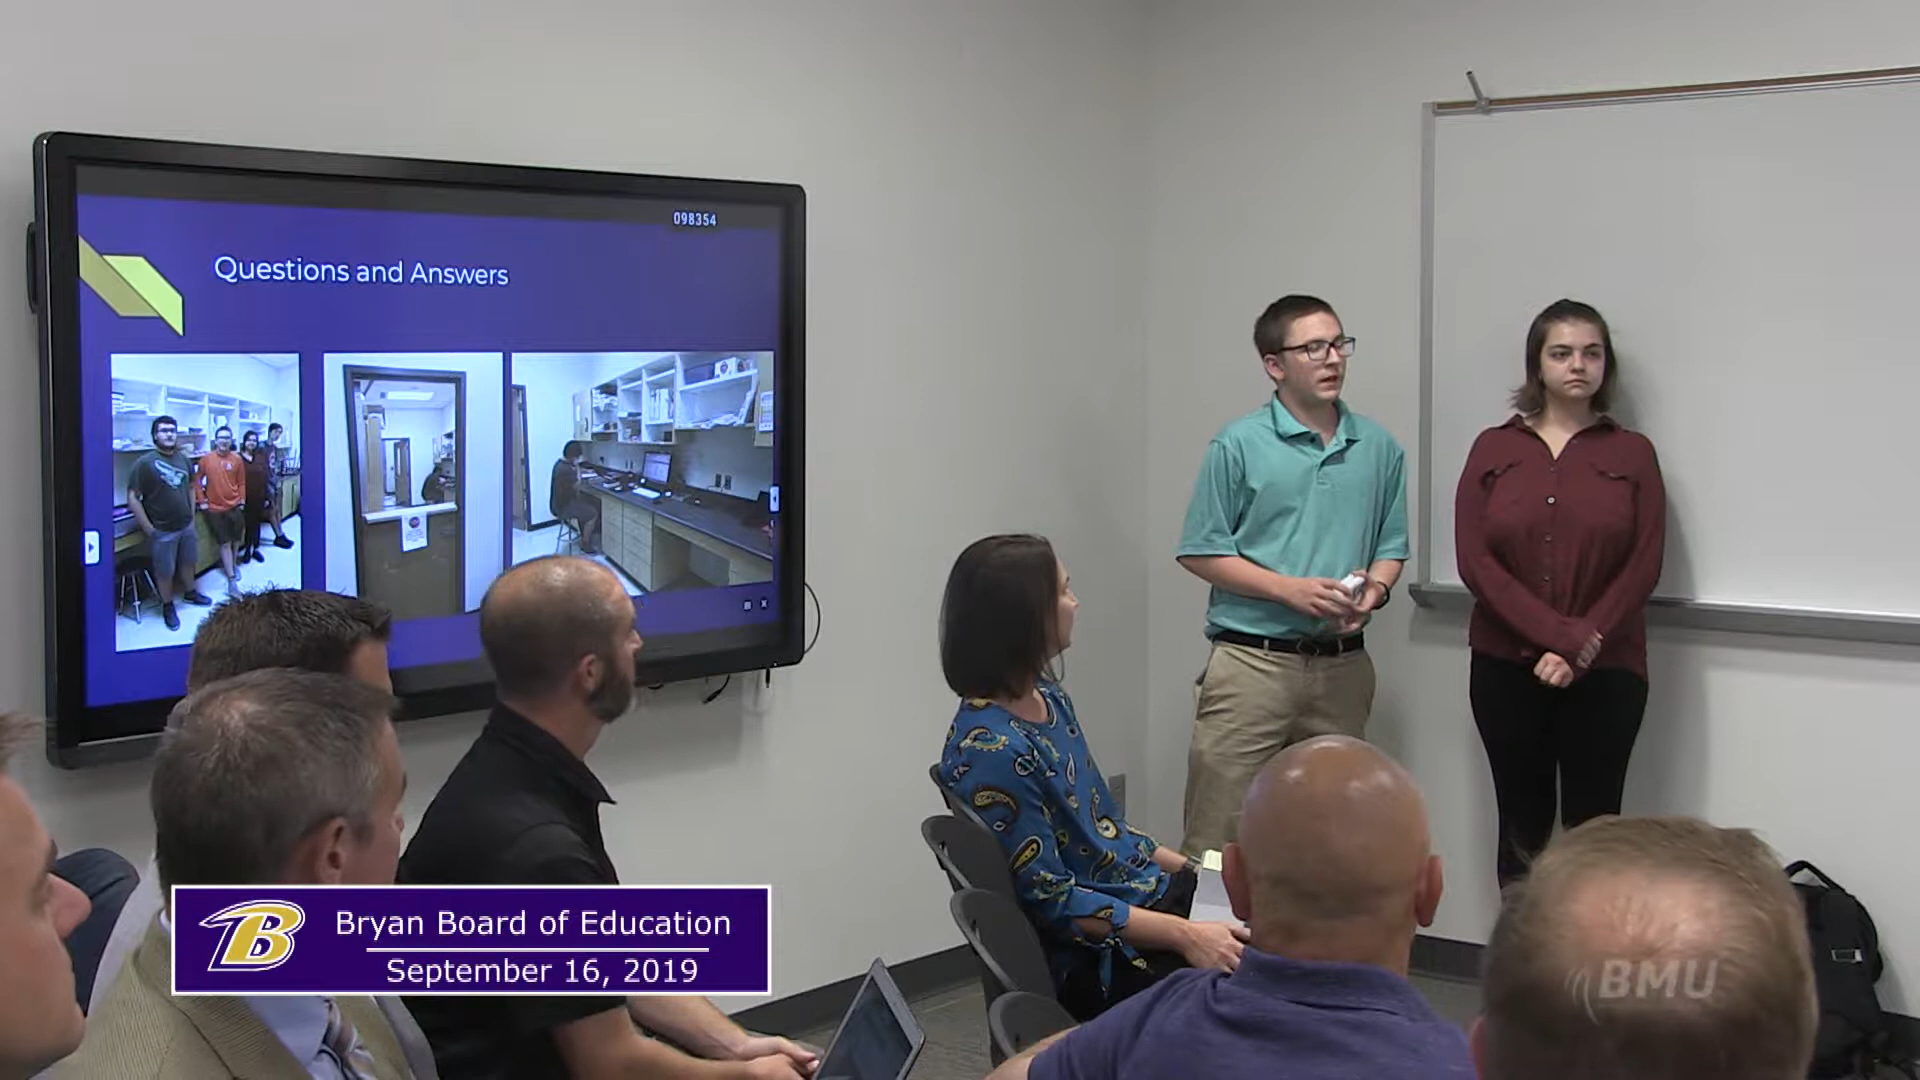 098354
Questions and Answers
B
Bryan Board of Education
September 16, 2019
BMU